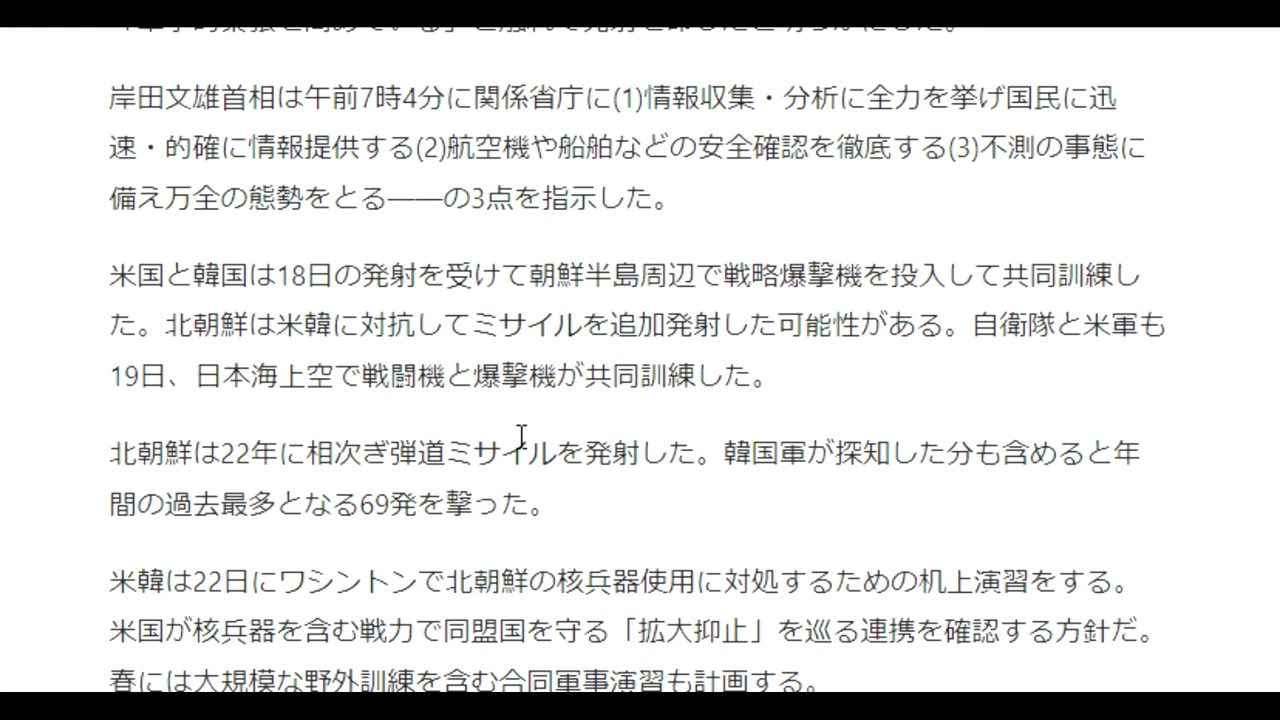 岸田文雄首相は午前7時4分に関係省庁に(1)情報収集・分析に全力を挙げ国民に迅
速・的確に情報提供する(2)航空機や船舶などの安全確認を徹底する(3)不測の事態に
備え万全の態勢をとる——の3点を指示した。
米国と韓国は18日の発射を受けて朝鮮半島周辺で戦略爆撃機を投入して共同訓練し
た。北朝鮮は米韓に対抗してミサイルを追加発射した可能性がある。自衛隊と米軍も
19日、日本海上空で戦闘機と爆撃機が共同訓練した。
北朝鮮は22年に相次ぎ弾道ミサイルを発射した。韓国軍が探知した分も含めると年
間の過去最多となる69発を撃った。
米韓は22日にワシントンで北朝鮮の核兵器使用に対処するための机上演習をする。
米国が核兵器を含む戦力で同盟国を守る「拡大抑止」を巡る連携を確認する方針だ。
春には大規模な野外訓練を含む合同軍事演習も計画する。